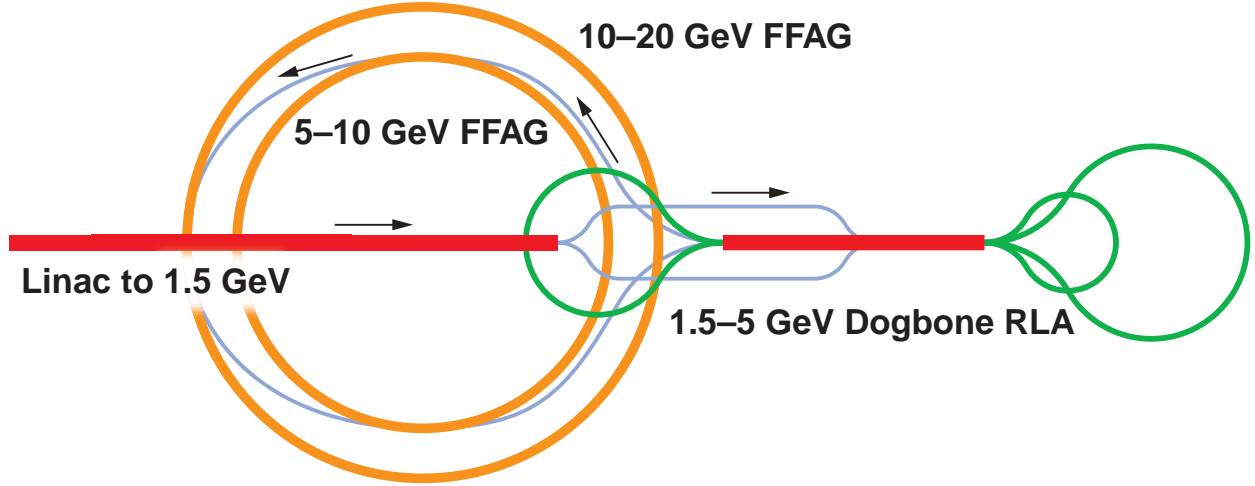 10–20 GeV FFAG
5–10 GeV FFAG
Linac to 1.5 GeV
1.5–5 GeV Dogbone RLA